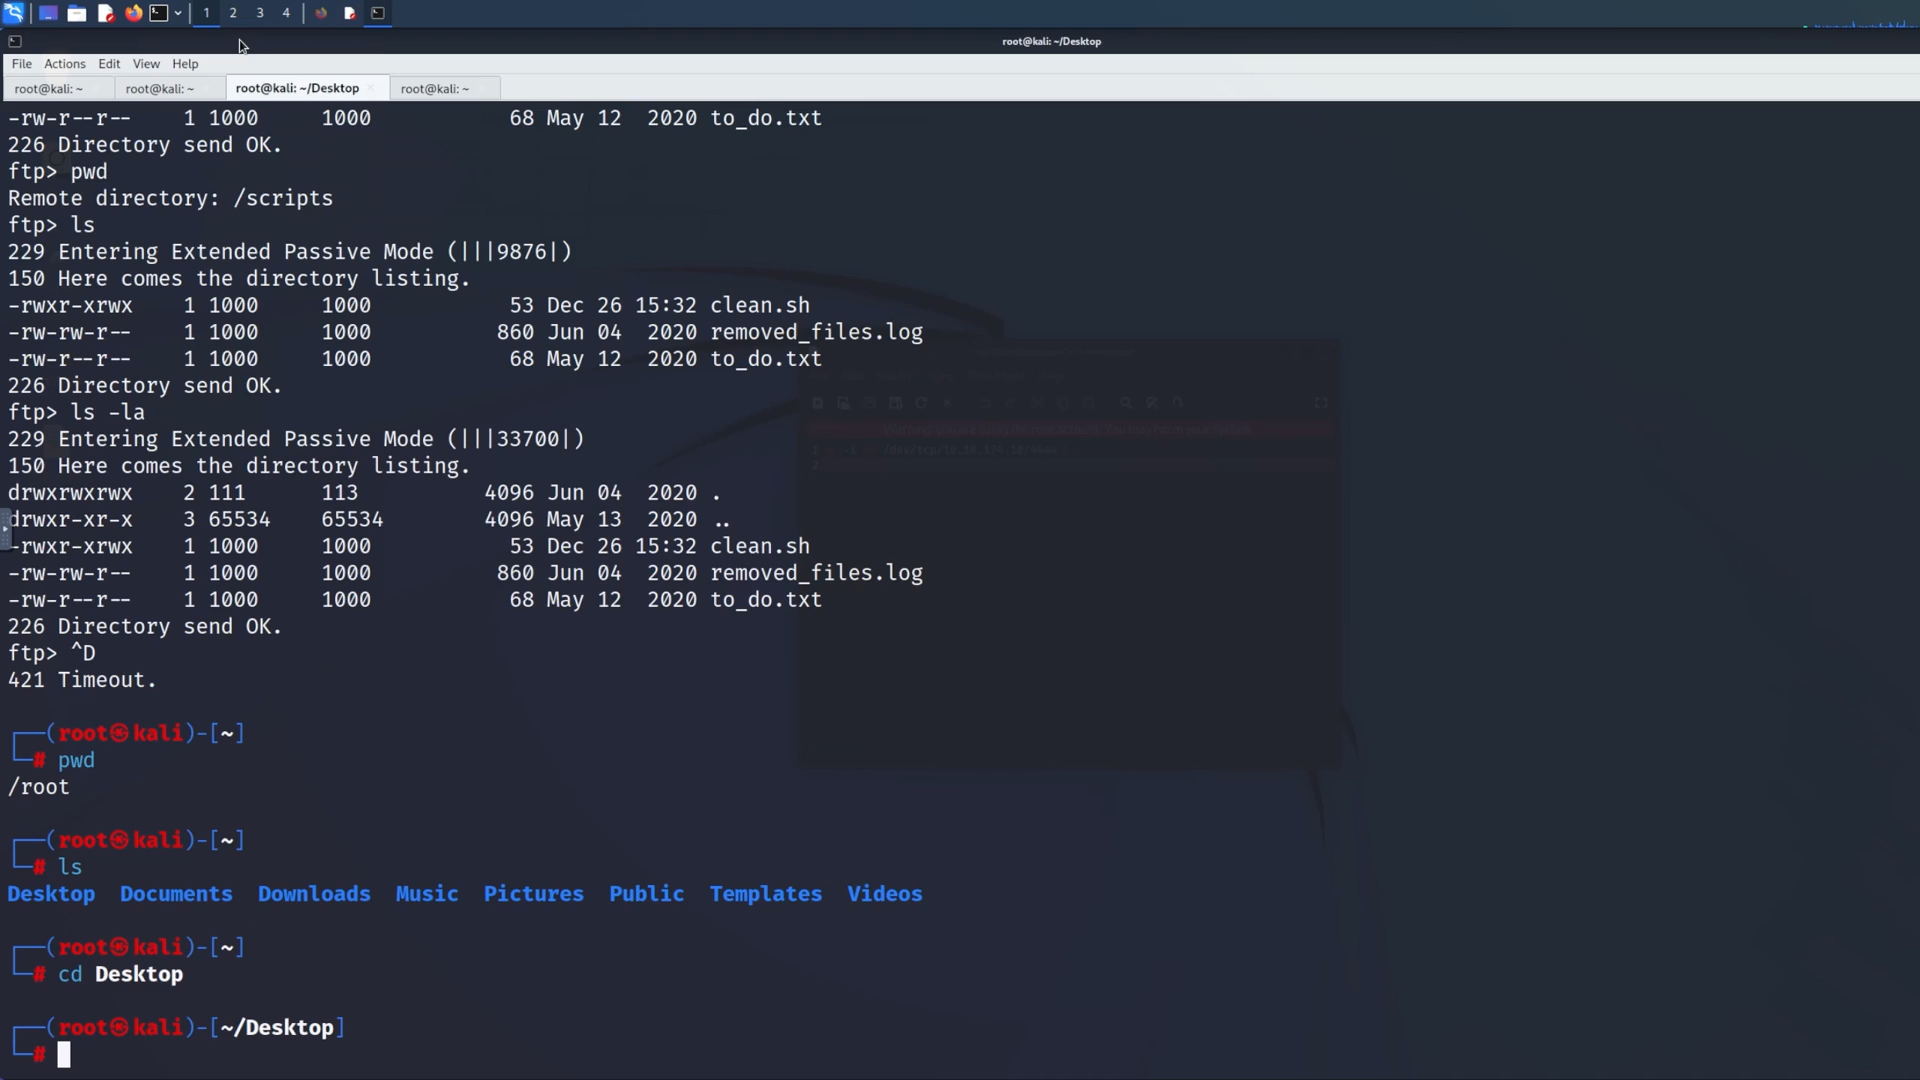 1 2 3 4
root@kali: ~/Desktop
File Actions Edit View Help
root@kali: ~ root@kali: ~ root@kali: ~/Desktop root@kali: ~
-rw-r--r-- 1 1000 1000 68 May 12 2020 to_do.txt
226 Directory send OK.
ftp> pwd
Remote directory: /scripts
ftp> ls
229 Entering Extended Passive Mode (|||9876|)
150 Here comes the directory listing.
-rwxr-xrwx 1 1000 1000 53 Dec 26 15:32 clean.sh
-rw-rw-r-- 1 1000 1000 860 Jun 04 2020 removed_files.log
-rw-r--r-- 1 1000 1000 68 May 12 2020 to_do.txt
226 Directory send OK.
ftp> ls -la
229 Entering Extended Passive Mode (|||33700|)
150 Here comes the directory listing.
drwxrwxrwx 2 111 113 4096 Jun 04 2020 .
drwxr-xr-x 3 65534 65534 4096 May 13 2020 ..
-rwxr-xrwx 1 1000 1000 53 Dec 26 15:32 clean.sh
-rw-rw-r-- 1 1000 1000 860 Jun 04 2020 removed_files.log
-rw-r--r-- 1 1000 1000 68 May 12 2020 to_do.txt
226 Directory send OK.
ftp> ^D
421 Timeout.
┌──(root㉿kali)-[~]
└─# pwd
/root
┌──(root㉿kali)-[~]
└─# ls
Desktop Documents Downloads Music Pictures Public Templates Videos
┌──(root㉿kali)-[~]
└─# cd Desktop
┌──(root㉿kali)-[~/Desktop]
└─#